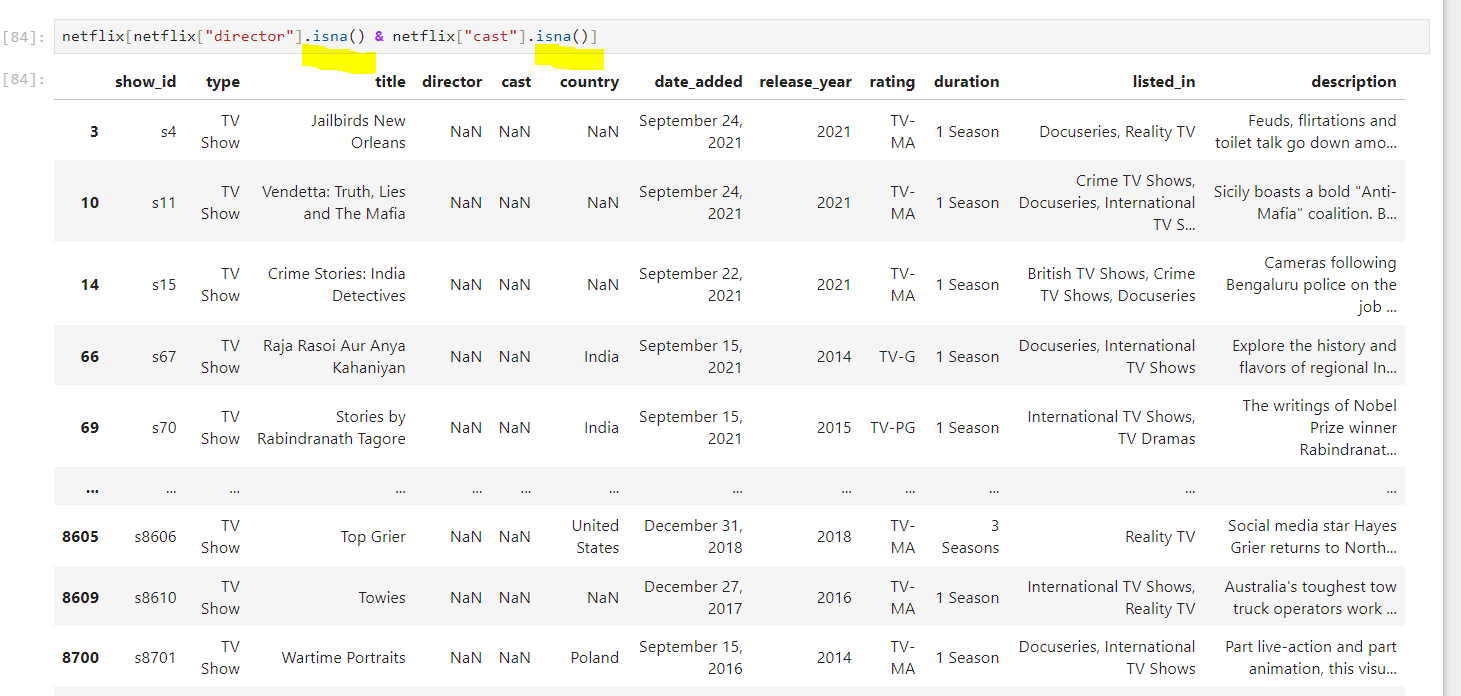 [84]: netflix[netflix["director"].isna() & netflix["cast"].isna()]
[84]:
show_id type title director cast country date_added release_year rating duration listed_in description
3 s4 TV Show Jailbirds New Orleans NaN NaN NaN September 24, 2021 2021 TV-MA 1 Season Docuseries, Reality TV Feuds, flirtations and toilet talk go down amo...
10 s11 TV Show Vendetta: Truth, Lies and The Mafia NaN NaN NaN September 24, 2021 2021 TV-MA 1 Season Crime TV Shows, Docuseries, International TV S... Sicily boasts a bold "Anti-Mafia" coalition. B...
14 s15 TV Show Crime Stories: India Detectives NaN NaN NaN September 22, 2021 2021 TV-MA 1 Season British TV Shows, Crime TV Shows, Docuseries Cameras following Bengaluru police on the job ...
66 s67 TV Show Raja Rasoi Aur Anya Kahaniyan NaN NaN India September 15, 2021 2014 TV-G 1 Season Docuseries, International TV Shows Explore the history and flavors of regional In...
69 s70 TV Show Stories by Rabindranath Tagore NaN NaN India September 15, 2021 2015 TV-PG 1 Season International TV Shows, TV Dramas The writings of Nobel Prize winner Rabindranat...
... ... ... ... ... ... ... ... ... ... ... ... ...
8605 s8606 TV Show Top Grier NaN NaN United States December 31, 2018 2018 TV-MA 3 Seasons Reality TV Social media star Hayes Grier returns to North...
8609 s8610 TV Show Towies NaN NaN NaN December 27, 2017 2016 TV-MA 1 Season International TV Shows, Reality TV Australia's toughest tow truck operators work ...
8700 s8701 TV Show Wartime Portraits NaN NaN Poland September 15, 2016 2014 TV-MA 1 Season Docuseries, International TV Shows Part live-action and part animation, this visu...